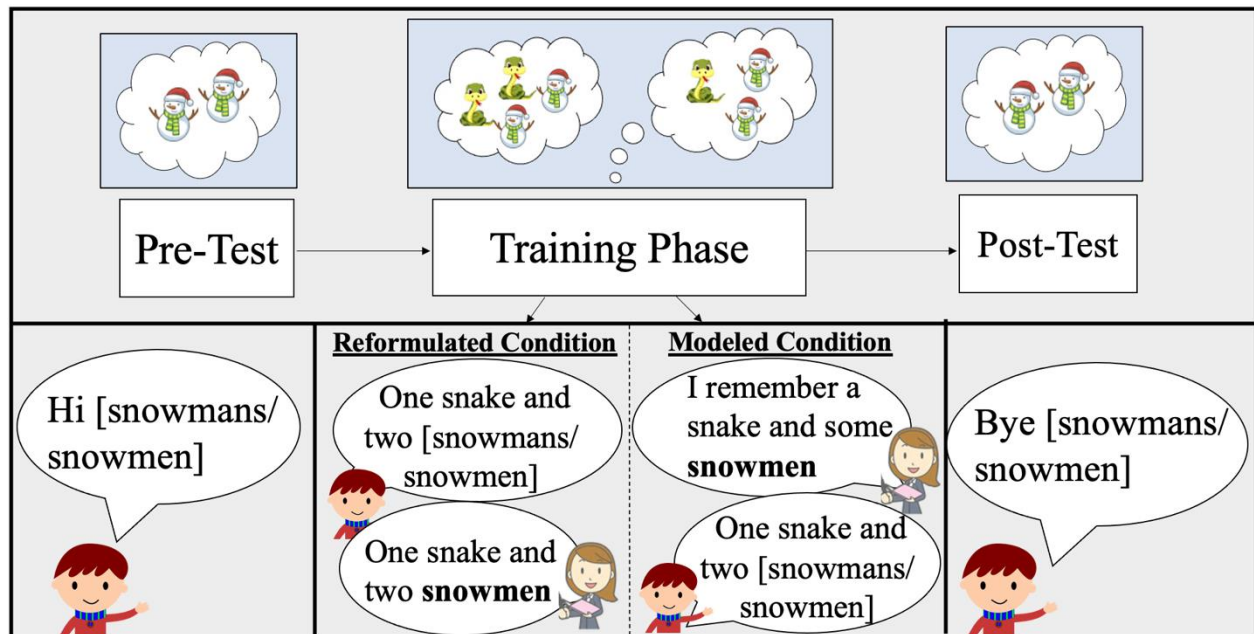 Pre-Test
Training Phase
Post-Test
Hi [snowmans/
snowmen]
Reformulated Condition
One snake and
two [snowmans/
snowmen]
One snake and
two snowmen
Modeled Condition
I remember a
snake and some
snowmen
One snake and
two [snowmans/
snowmen]
Bye [snowmans/
snowmen]